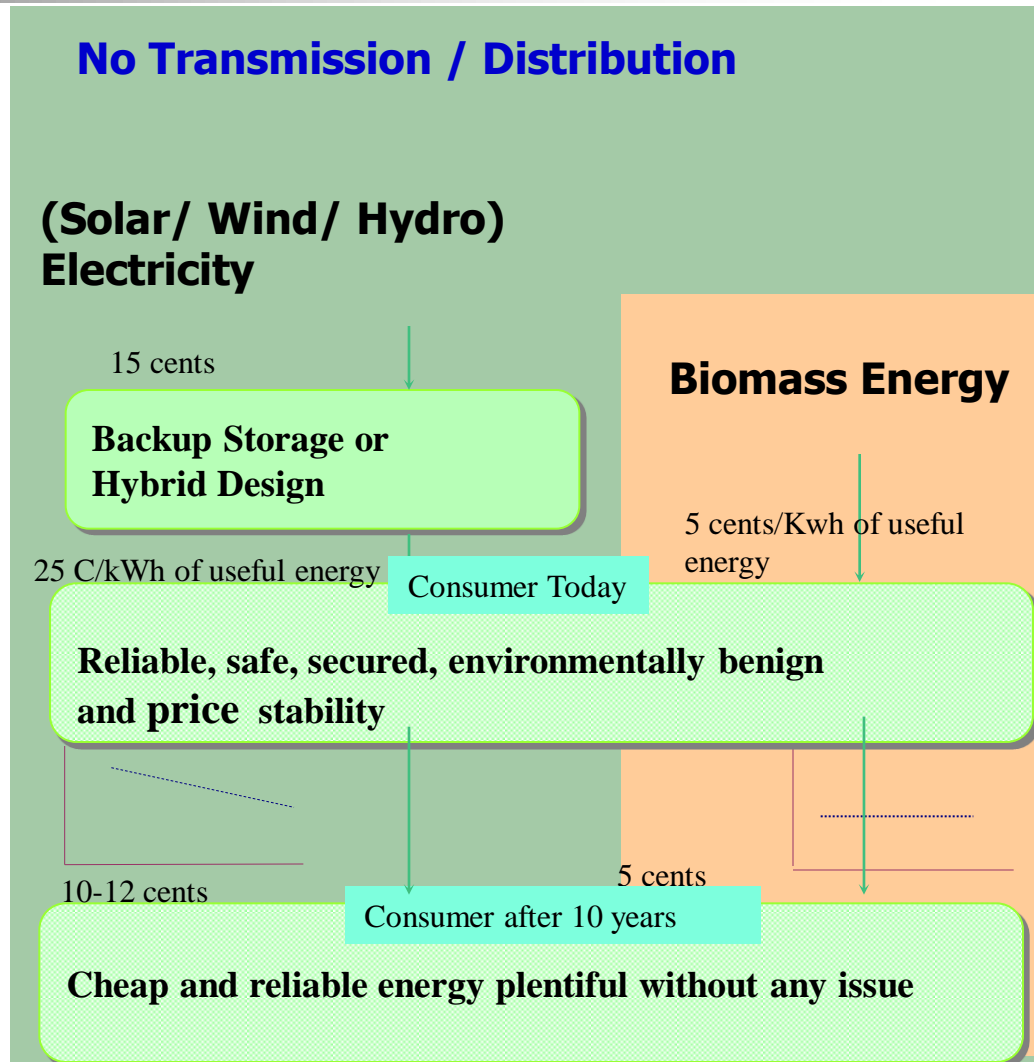 No Transmission / Distribution
(Solar/ Wind/ Hydro)
Electricity
15 cents
Biomass Energy
Backup Storage or
Hybrid Design
5 cents/Kwh of useful
energy
25 C/kWh of useful energy
Consumer Today
Reliable, safe, secured, environmentally benign
and price stability
10-12 cents
5 cents
Consumer after 10 years
Cheap and reliable energy plentiful without any issue